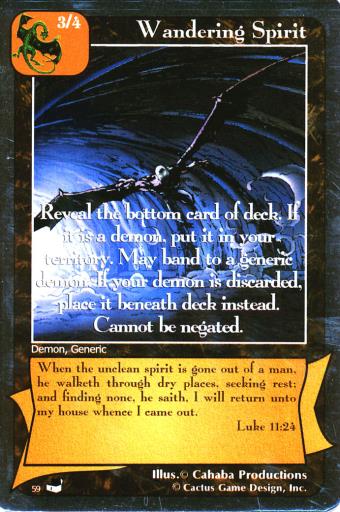 3/4
Wandering Spirit
Reveal the bottom card of deck. If
it is a demon, put it in your
territory. May band to a generic
demon. If your demon is discarded,
place it beneath deck instead.
Cannot be negated.
Demon, Generic
When the unclean spirit is gone out of a man,
he walketh through dry places, seeking rest;
and finding none, he saith, I will return unto
my house whence I came out.
Luke 11:24
Illus.© Cahaba Productions
59
© Cactus Game Design, Inc.